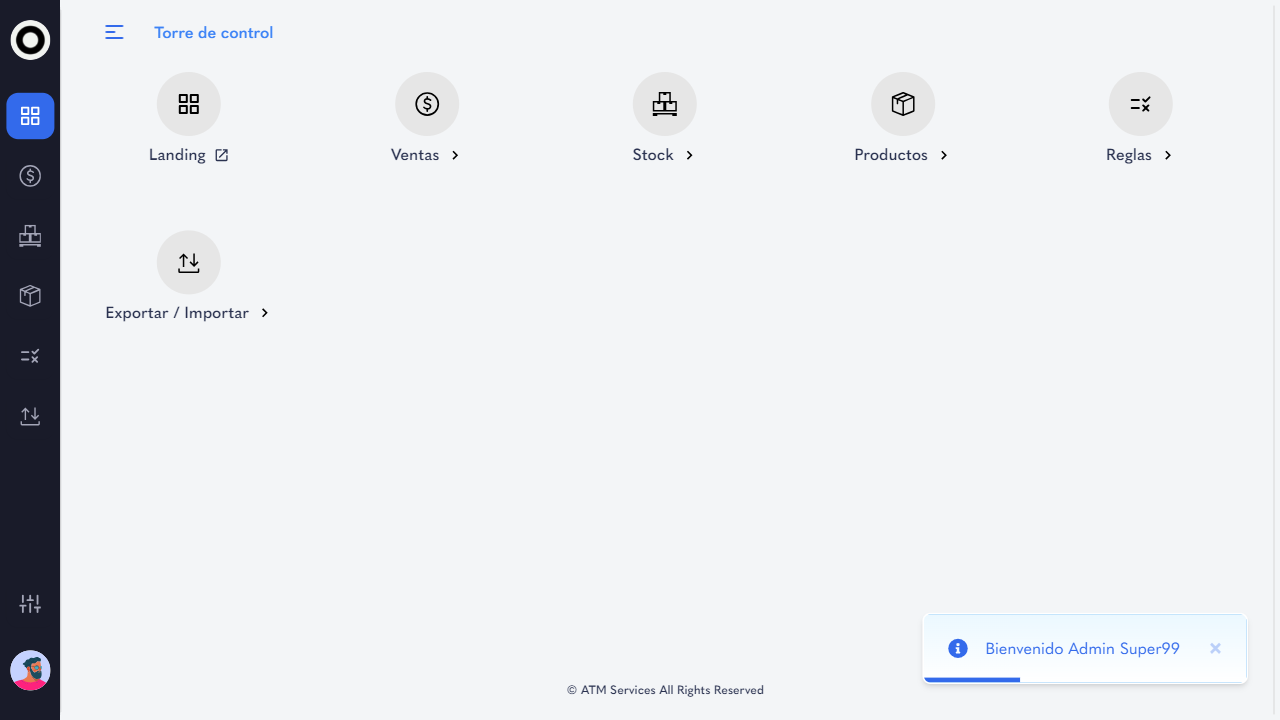 Torre de control
Landing
Ventas
Stock
Productos
Reglas
Exportar / Importar
Bienvenido Admin Super99
© ATM Services All Rights Reserved